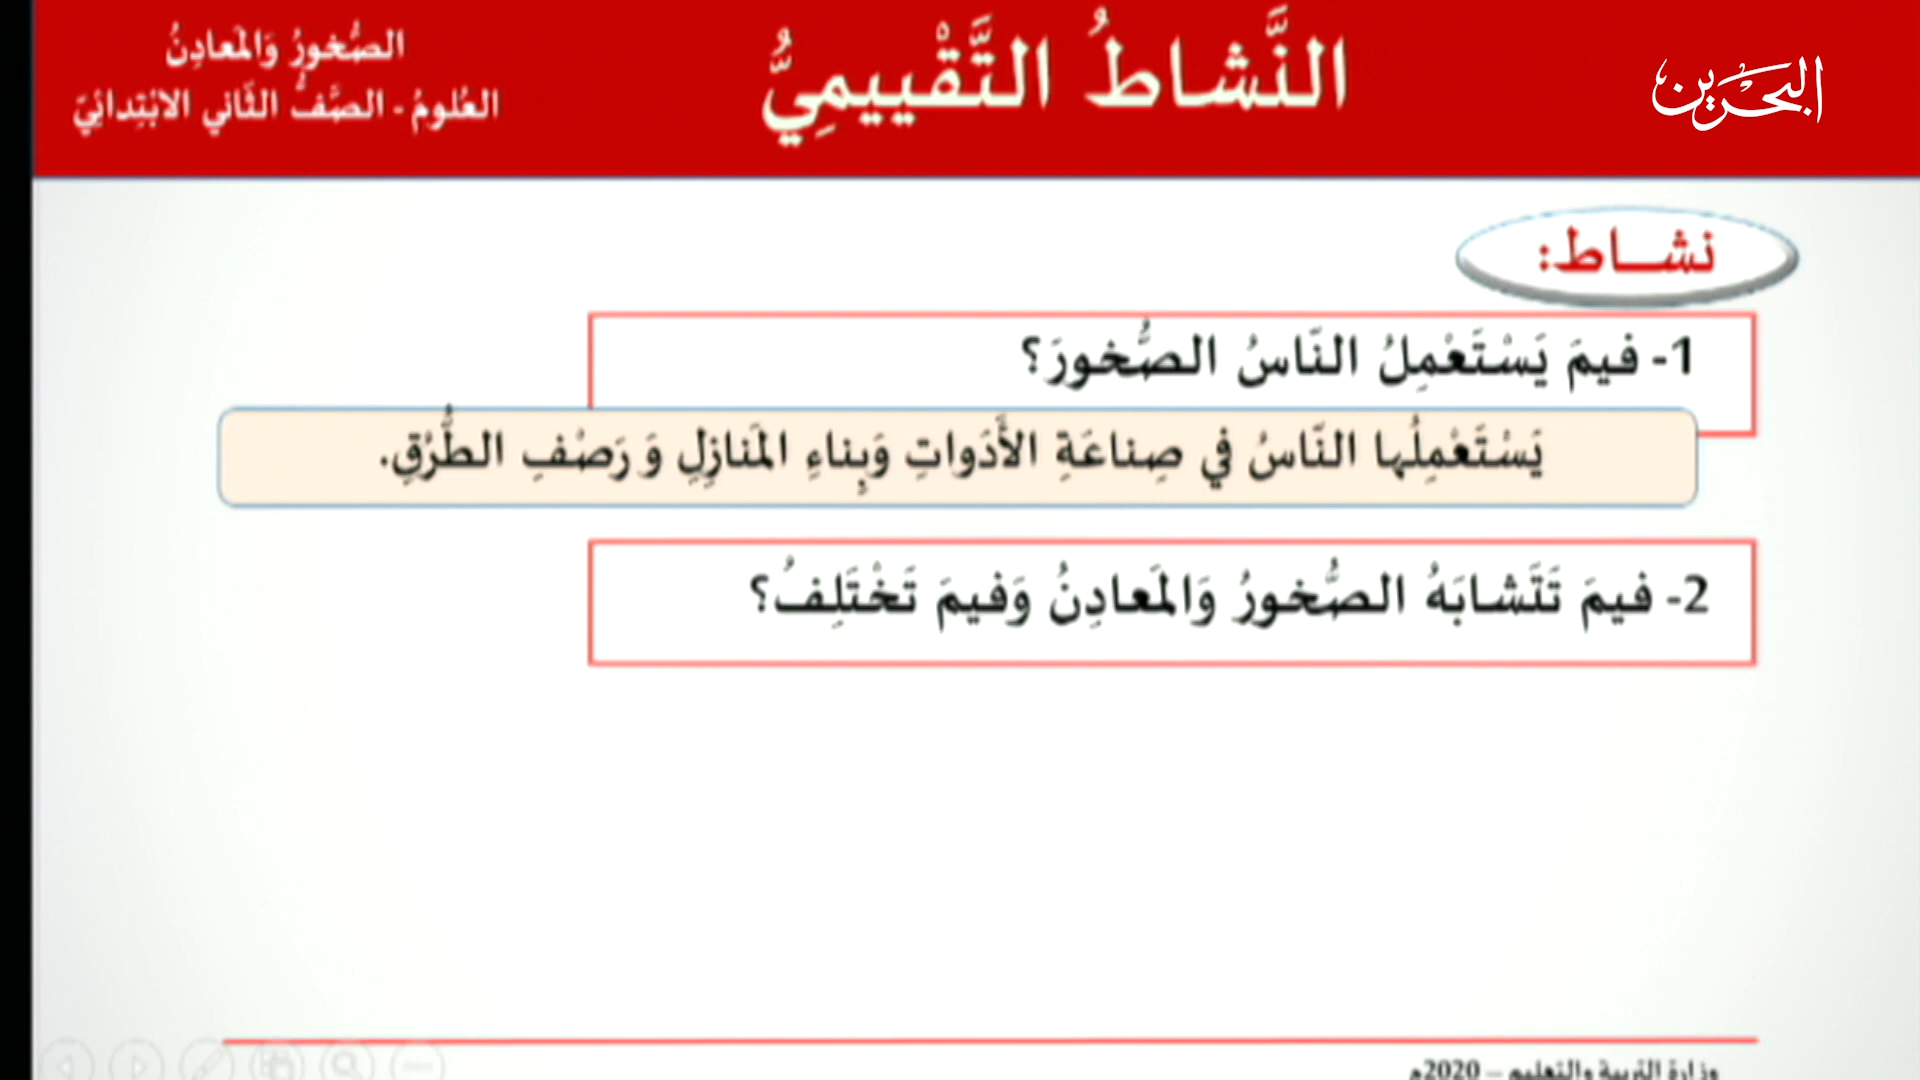 الصُّخورُ وَالمَعادِنُ
العُلومُ - الصَّفُّ الثّاني الابْتِدائِيّ
النَّشاطُ التَّقْييمِيُّ
البحرين
نشـــاط:
1- فيمَ يَسْتَعْمِلُ النّاسُ الصُّخورَ؟
يَسْتَعْمِلُها النّاسُ في صِناعَةِ الأَدَواتِ وَبِناءِ المَنازِلِ وَ رَصْفِ الطُّرُقِ.
2- فيمَ تَتَشابَهُ الصُّخورُ وَالمَعادِنُ وَفيمَ تَخْتَلِفُ؟
وزارة التربية والتعليم – 2020م